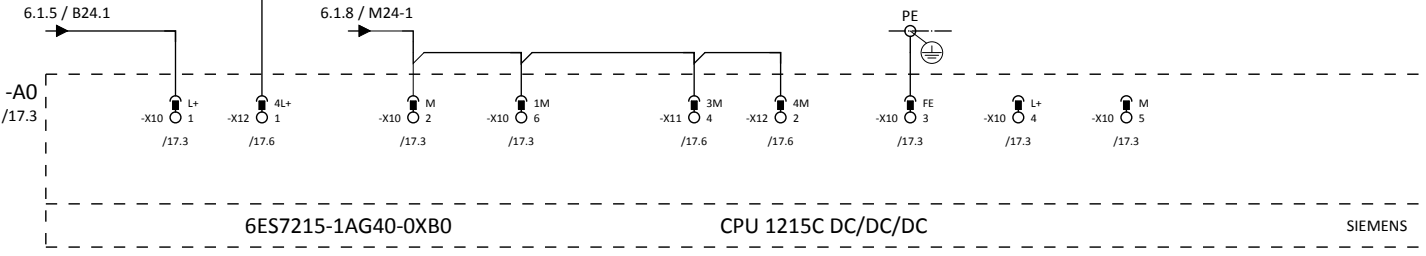 6.1.5 / B24.1
6.1.8 / M24-1
PE
-A0
/17.3
L+
-X10 1
/17.3
4L+
-X12 1
/17.6
M
-X10 2
/17.3
1M
-X10 6
/17.3
3M
-X11 4
/17.6
4M
-X12 2
/17.6
FE
-X10 3
/17.3
L+
-X10 4
/17.3
M
-X10 5
/17.3
6ES7215-1AG40-0XB0
CPU 1215C DC/DC/DC
SIEMENS